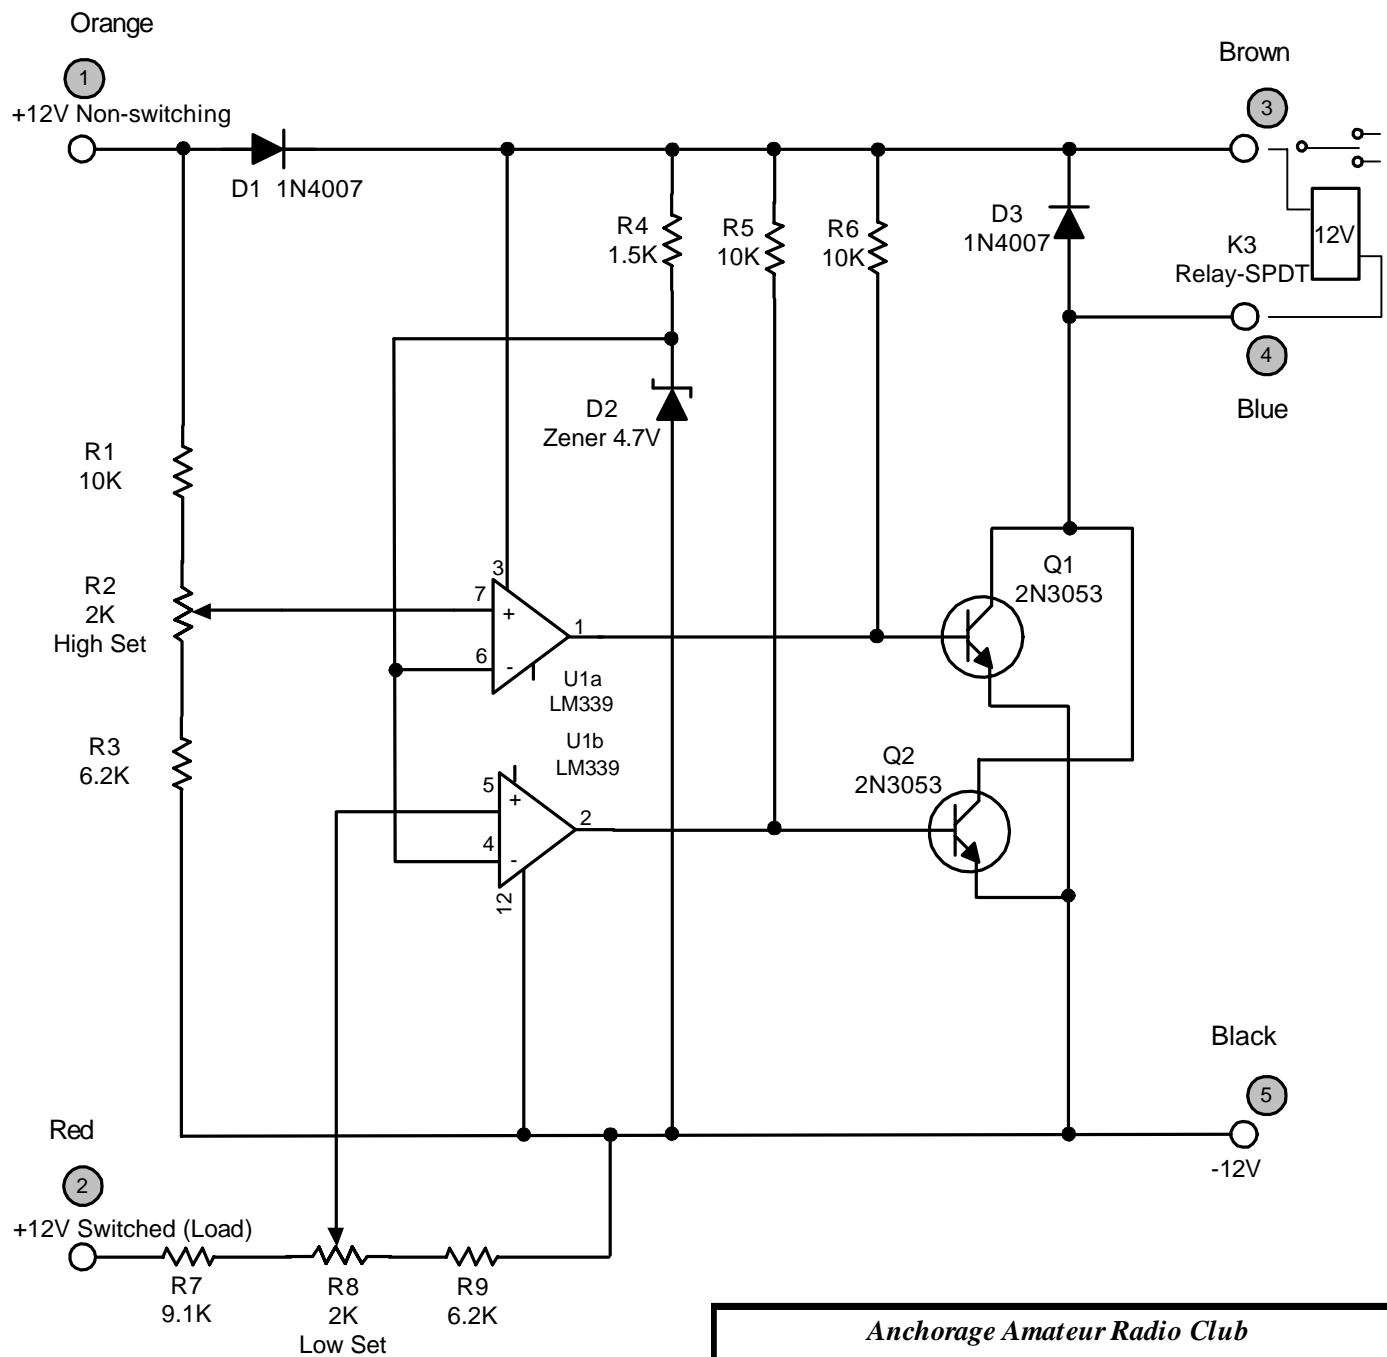 Orange
1
+12V Non-switching
Brown
3
D1 1N4007
R4
1.5K
R5
10K
R6
10K
D3
1N4007
12V
K3
Relay-SPDT
4
Blue
D2
Zener 4.7V
R1
10K
R2
2K
High Set
R3
6.2K
3
7
+
6
-
1
U1a
LM339
Q1
2N3053
U1b
LM339
5
+
4
-
2
12
Q2
2N3053
Black
5
-12V
Red
2
+12V Switched (Load)
R7
9.1K
R8
2K
Low Set
R9
6.2K
Anchorage Amateur Radio Club